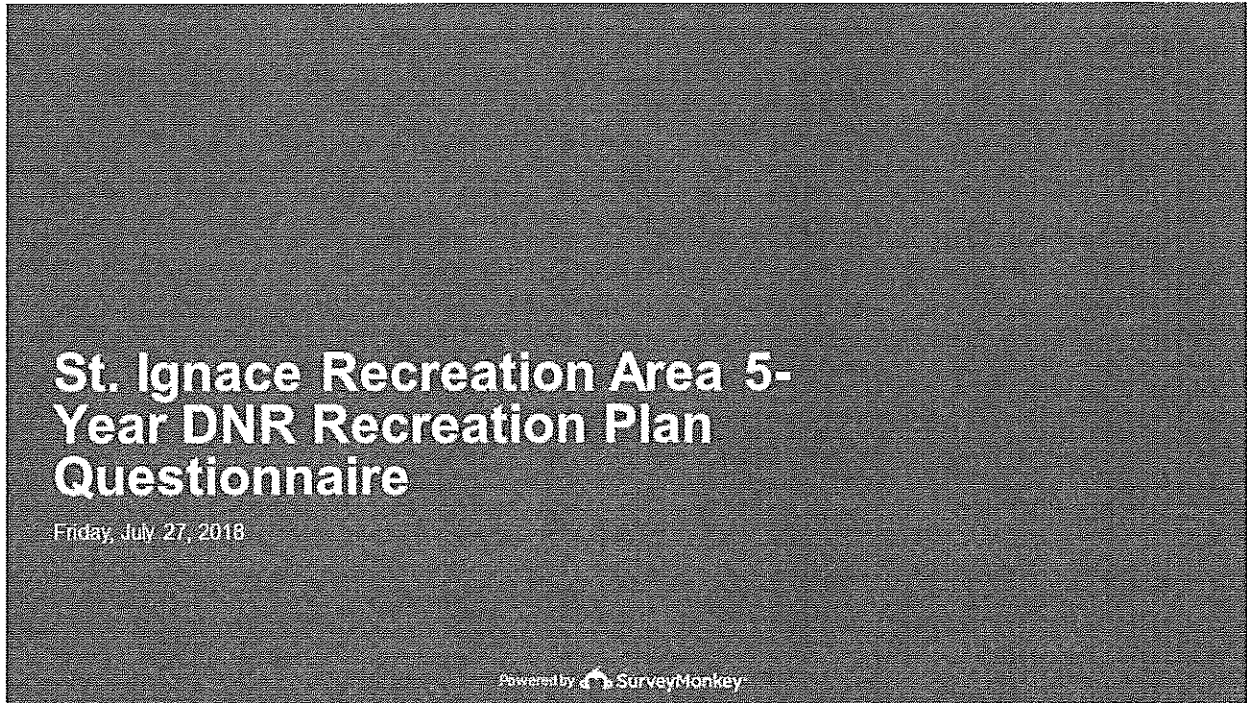 St. Ignace Recreation Area 5-
Year DNR Recreation Plan
Questionnaire
Friday, July 27, 2018
Powered by SurveyMonkey